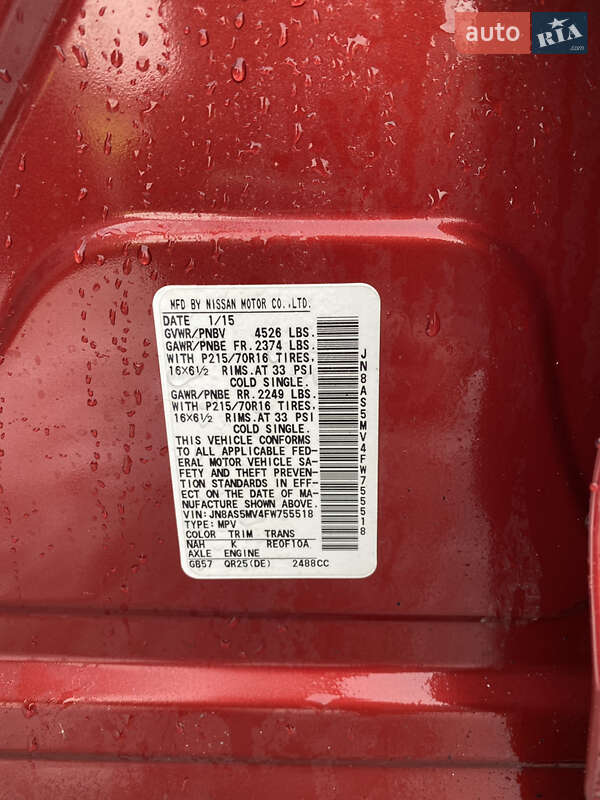 auto RIA.com
MFD BY NISSAN MOTOR CO.,LTD.
DATE 1/15
GVWR/PNBV 4526 LBS.
GAWR/PNBE FR. 2374 LBS.
WITH P215/70R16 TIRES,
16×6½ RIMS. AT 33 PSI
COLD SINGLE.
GAWR/PNBE RR. 2249 LBS.
WITH P215/70R16 TIRES,
16×6½ RIMS. AT 33 PSI
COLD SINGLE.
THIS VEHICLE CONFORMS
TO ALL APPLICABLE FED-
ERAL MOTOR VEHICLE SA-
FETY AND THEFT PREVEN-
TION STANDARDS IN EFF-
ECT ON THE DATE OF MA-
NUFACTURE SHOWN ABOVE.
VIN: JN8AS5MV4FW755518
TYPE: MPV
COLOR TRIM TRANS
NAH K RE0F10A
AXLE ENGINE
GB57 QR25(DE) 2488CC
JN8AS5MV4FW755518